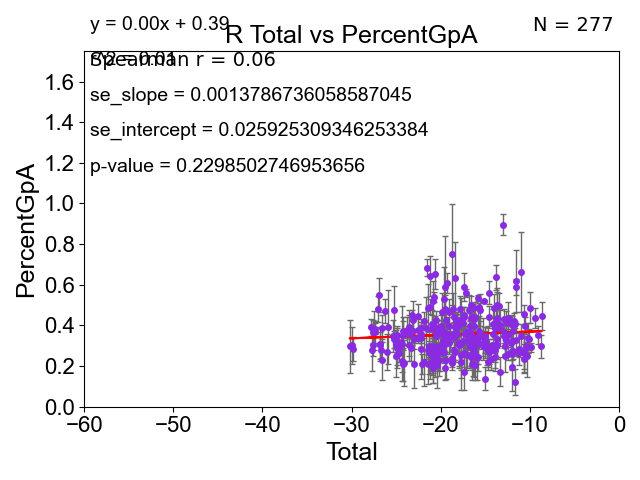 y = 0.00x + 0.39
R Total vs PercentGpA
N = 277
Spearman r = 0.06
se_slope = 0.0013786736058587045
se_intercept = 0.025925309346253384
p-value = 0.2298502746953656
PercentGpA
1.6
1.4
1.2
1.0
0.8
0.6
0.4
0.2
0.0
−60 −50 −40 −30 −20 −10 0
Total